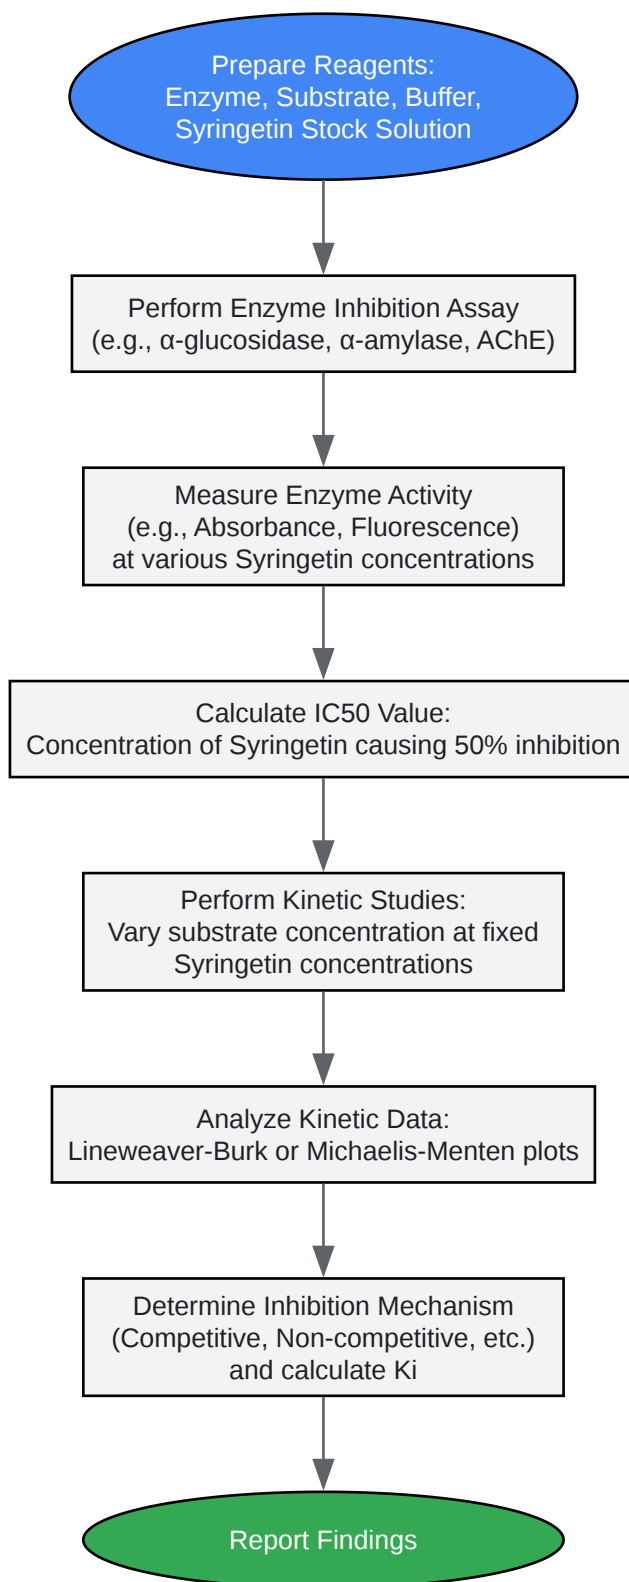 Prepare Reagents:
Enzyme, Substrate, Buffer,
Syringetin Stock Solution
Perform Enzyme Inhibition Assay
(e.g., α-glucosidase, α-amylase, AChE)
Measure Enzyme Activity
(e.g., Absorbance, Fluorescence)
at various Syringetin concentrations
Calculate IC50 Value:
Concentration of Syringetin causing 50% inhibition
Perform Kinetic Studies:
Vary substrate concentration at fixed
Syringetin concentrations
Analyze Kinetic Data:
Lineweaver-Burk or Michaelis-Menten plots
Determine Inhibition Mechanism
(Competitive, Non-competitive, etc.)
and calculate Ki
Report Findings